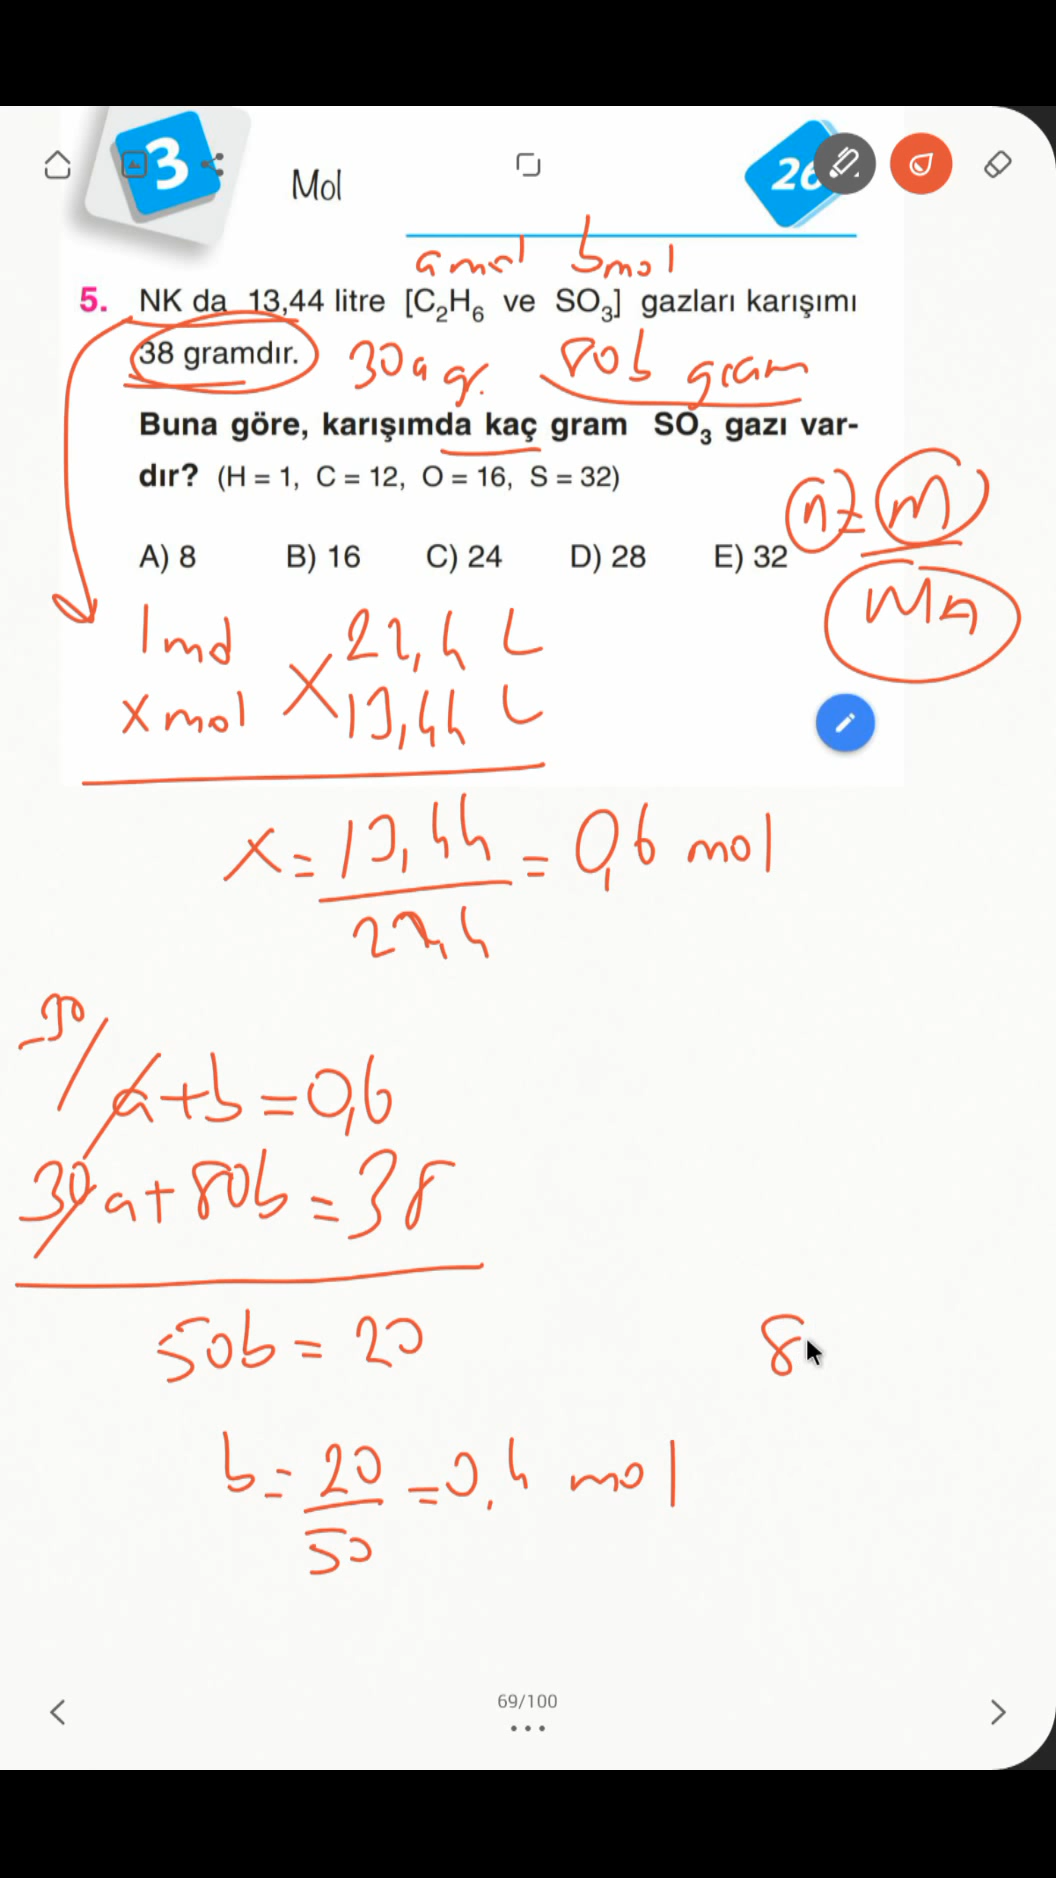 3
Mol
26
a mol b mol
5. NK da 13,44 litre [C₂H₆ ve SO₃] gazları karışımı
38 gramdır. 30a gr. 80b gram
Buna göre, karışımda kaç gram SO₃ gazı var-
dır? (H = 1, C = 12, O = 16, S = 32)
n = m
MA
A) 8 B) 16 C) 24 D) 28 E) 32
1 mol 22,4 L
x mol 13,44 L
x = 13,44 = 0,6 mol
22,4
-30/
a+b = 0,6
30a+80b = 38
50b = 20
8
b = 20 = 0,4 mol
50
69/100